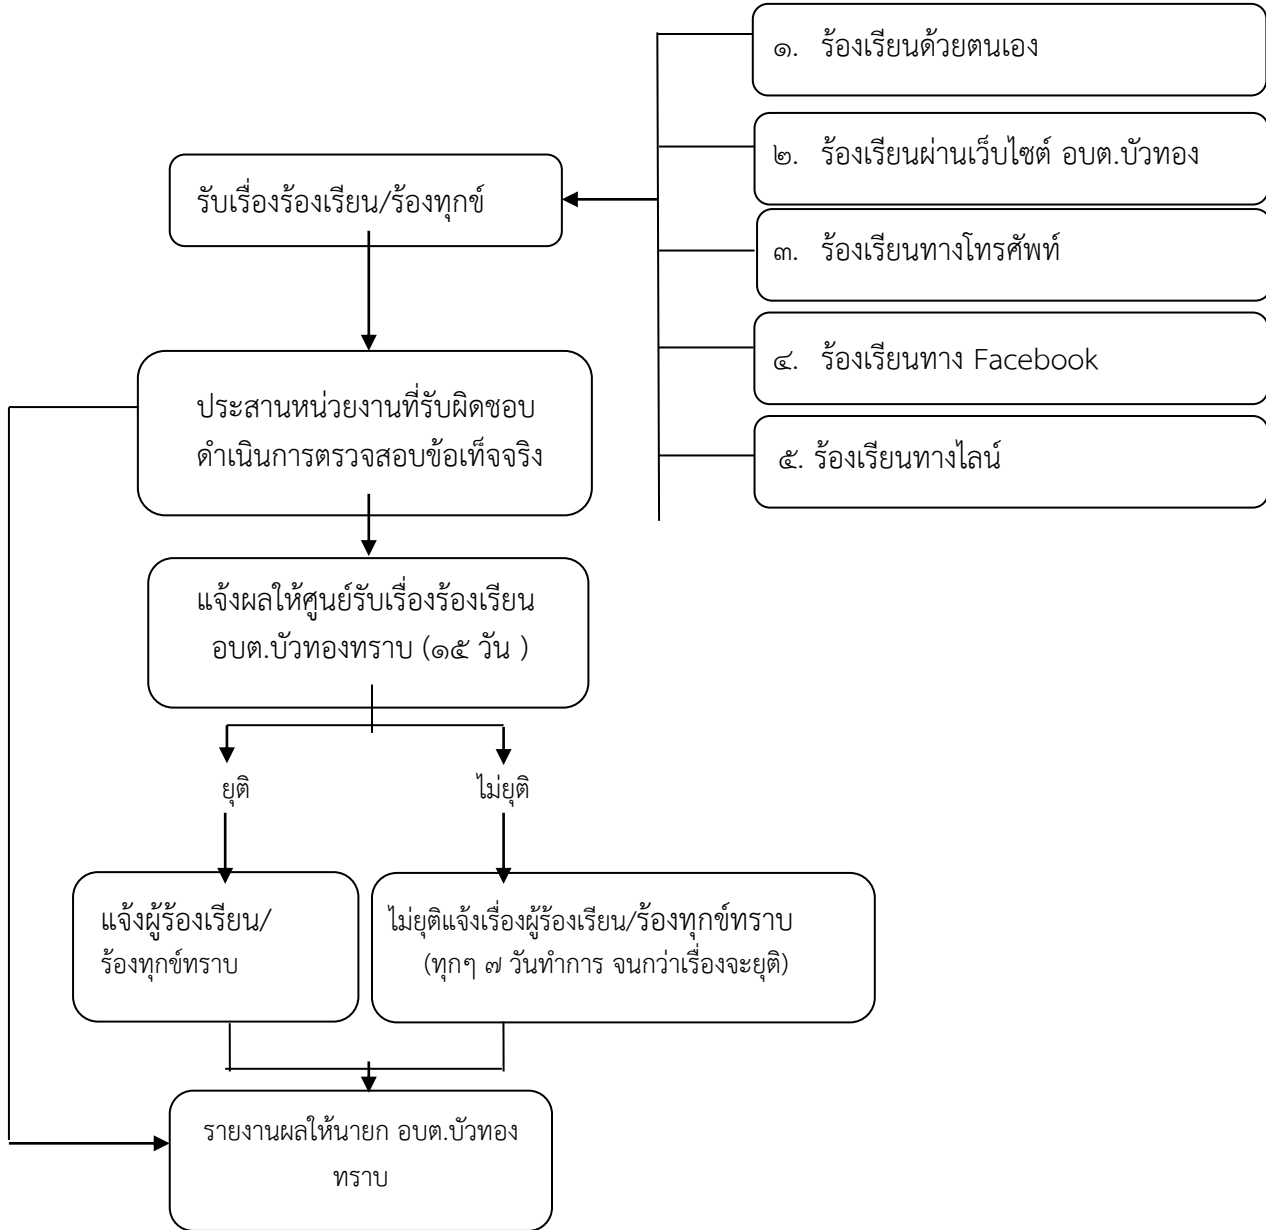 ๑. ร้องเรียนด้วยตนเอง
๒. ร้องเรียนผ่านเว็บไซต์ อบต.บัวทอง
รับเรื่องร้องเรียน/ร้องทุกข์
๓. ร้องเรียนทางโทรศัพท์
๔. ร้องเรียนทาง Facebook
๕. ร้องเรียนทางไลน์
ประสานหน่วยงานที่รับผิดชอบ
ดำเนินการตรวจสอบข้อเท็จจริง
แจ้งผลให้ศูนย์รับเรื่องร้องเรียน
อบต.บัวทองทราบ (๑๕ วัน )
ยุติ
ไม่ยุติ
แจ้งผู้ร้องเรียน/
ร้องทุกข์ทราบ
ไม่ยุติแจ้งเรื่องผู้ร้องเรียน/ร้องทุกข์ทราบ
(ทุกๆ ๗ วันทำการ จนกว่าเรื่องจะยุติ)
รายงานผลให้นายก อบต.บัวทอง
ทราบ